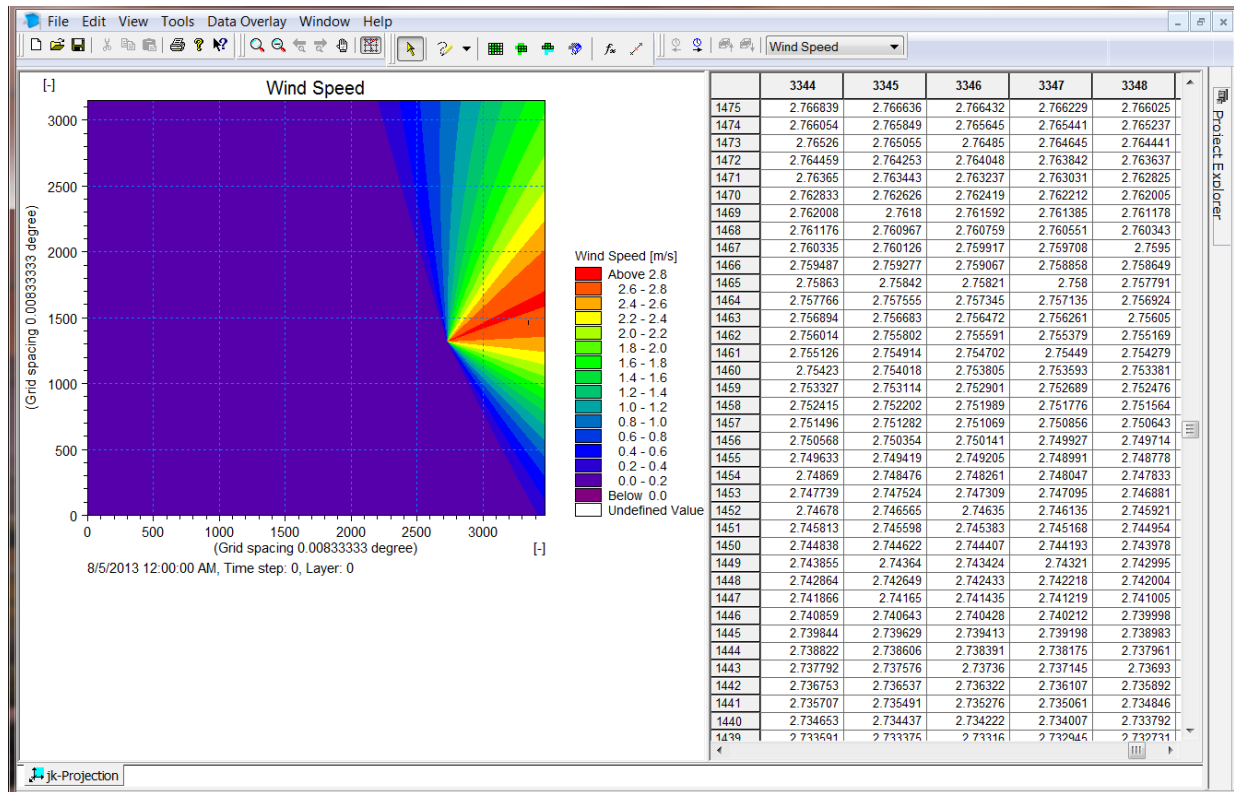 File Edit View Tools Data Overlay Window Help
Wind Speed
[-]
Wind Speed
3000
2500
2000
1500
1000
500
0
(Grid spacing 0.00833333 degree)
0 500 1000 1500 2000 2500 3000
(Grid spacing 0.00833333 degree) [-]
8/5/2013 12:00:00 AM, Time step: 0, Layer: 0
Wind Speed [m/s]
Above 2.8
2.6 - 2.8
2.4 - 2.6
2.2 - 2.4
2.0 - 2.2
1.8 - 2.0
1.6 - 1.8
1.4 - 1.6
1.2 - 1.4
1.0 - 1.2
0.8 - 1.0
0.6 - 0.8
0.4 - 0.6
0.2 - 0.4
0.0 - 0.2
Below 0.0
Undefined Value
3344 3345 3346 3347 3348
1475 2.766839 2.766636 2.766432 2.766229 2.766025
1474 2.766054 2.765849 2.765645 2.765441 2.765237
1473 2.76526 2.765055 2.76485 2.764645 2.764441
1472 2.764459 2.764253 2.764048 2.763842 2.763637
1471 2.76365 2.763443 2.763237 2.763031 2.762825
1470 2.762833 2.762626 2.762419 2.762212 2.762005
1469 2.762008 2.7618 2.761592 2.761385 2.761178
1468 2.761176 2.760967 2.760759 2.760551 2.760343
1467 2.760335 2.760126 2.759917 2.759708 2.7595
1466 2.759487 2.759277 2.759067 2.758858 2.758649
1465 2.75863 2.75842 2.75821 2.758 2.757791
1464 2.757766 2.757555 2.757345 2.757135 2.756924
1463 2.756894 2.756683 2.756472 2.756261 2.75605
1462 2.756014 2.755802 2.755591 2.755379 2.755169
1461 2.755126 2.754914 2.754702 2.75449 2.754279
1460 2.75423 2.754018 2.753805 2.753593 2.753381
1459 2.753327 2.753114 2.752901 2.752689 2.752476
1458 2.752415 2.752202 2.751989 2.751776 2.751564
1457 2.751496 2.751282 2.751069 2.750856 2.750643
1456 2.750568 2.750354 2.750141 2.749927 2.749714
1455 2.749633 2.749419 2.749205 2.748991 2.748778
1454 2.74869 2.748476 2.748261 2.748047 2.747833
1453 2.747739 2.747524 2.747309 2.747095 2.746881
1452 2.74678 2.746565 2.74635 2.746135 2.745921
1451 2.745813 2.745598 2.745383 2.745168 2.744954
1450 2.744838 2.744622 2.744407 2.744193 2.743978
1449 2.743855 2.74364 2.743424 2.74321 2.742995
1448 2.742864 2.742649 2.742433 2.742218 2.742004
1447 2.741866 2.74165 2.741435 2.741219 2.741005
1446 2.740859 2.740643 2.740428 2.740212 2.739998
1445 2.739844 2.739629 2.739413 2.739198 2.738983
1444 2.738822 2.738606 2.738391 2.738175 2.737961
1443 2.737792 2.737576 2.73736 2.737145 2.73693
1442 2.736753 2.736537 2.736322 2.736107 2.735892
1441 2.735707 2.735491 2.735276 2.735061 2.734846
1440 2.734653 2.734437 2.734222 2.734007 2.733792
1439 2.733591 2.733375 2.73316 2.732945 2.732731
Project Explorer
jk-Projection